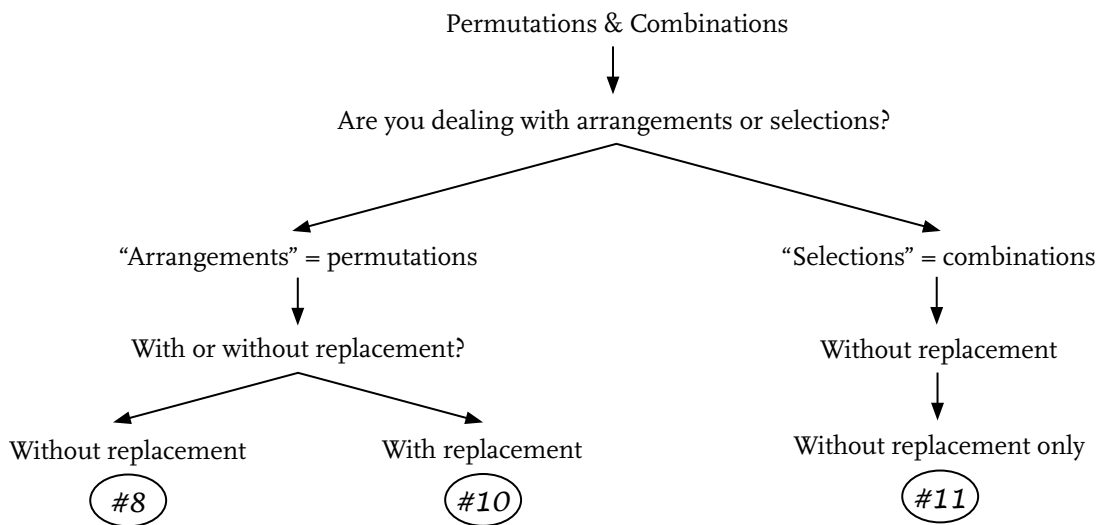 Permutations & Combinations
Are you dealing with arrangements or selections?
“Arrangements” = permutations
“Selections” = combinations
With or without replacement?
Without replacement
Without replacement
With replacement
Without replacement only
#8
#10
#11